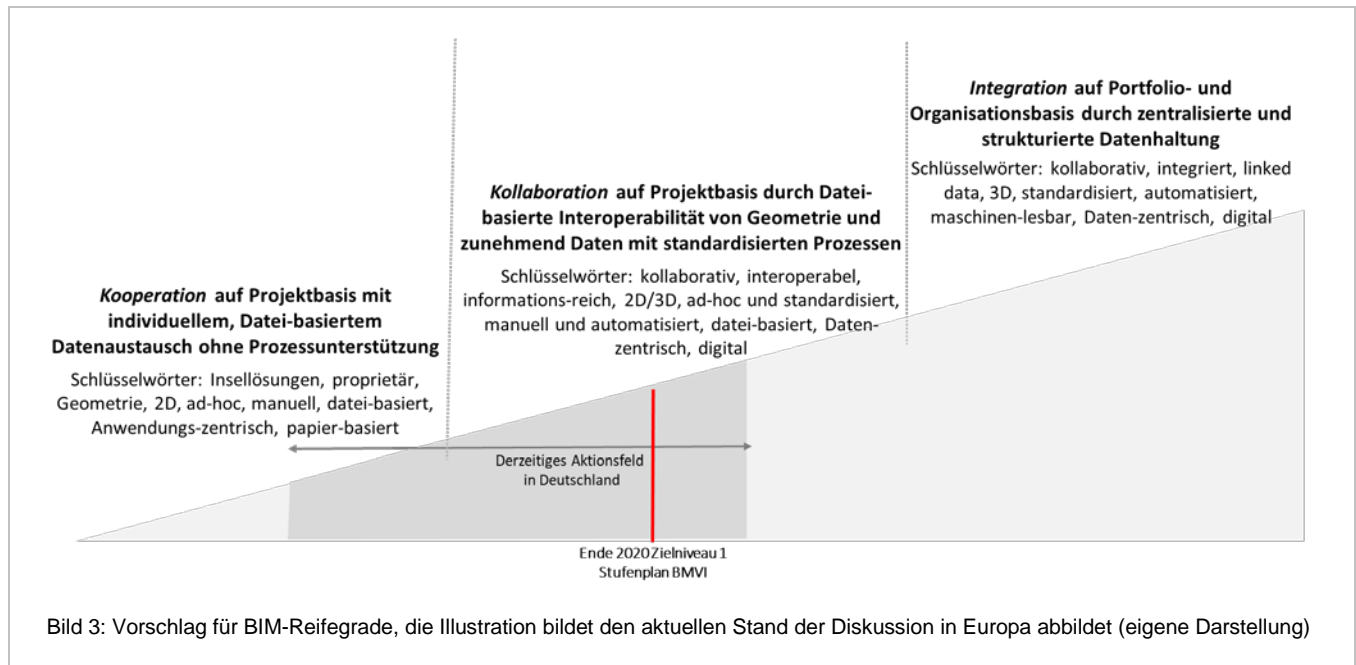 Kooperation auf Projektbasis mit
individuellem, Datei-basiertem
Datenaustausch ohne Prozessunterstützung
Schlüsselwörter: Insellösungen, proprietär,
Geometrie, 2D, ad-hoc, manuell, datei-basiert,
Anwendungs-zentrisch, papier-basiert
Kollaboration auf Projektbasis durch Datei-
basierte Interoperabilität von Geometrie und
zunehmend Daten mit standardisierten Prozessen
Schlüsselwörter: kollaborativ, interoperabel,
informations-reich, 2D/3D, ad-hoc und standardisiert,
manuell und automatisiert, datei-basiert, Daten-
zentrisch, digital
Integration auf Portfolio- und
Organisationsbasis durch zentralisierte und
strukturierte Datenhaltung
Schlüsselwörter: kollaborativ, integriert, linked
data, 3D, standardisiert, automatisiert,
maschinen-lesbar, Daten-zentrisch, digital
Derzeitiges Aktionsfeld
in Deutschland
Ende 2020 Zielniveau 1
Stufenplan BMVI
Bild 3: Vorschlag für BIM-Reifegrade, die Illustration bildet den aktuellen Stand der Diskussion in Europa abbildet (eigene Darstellung)